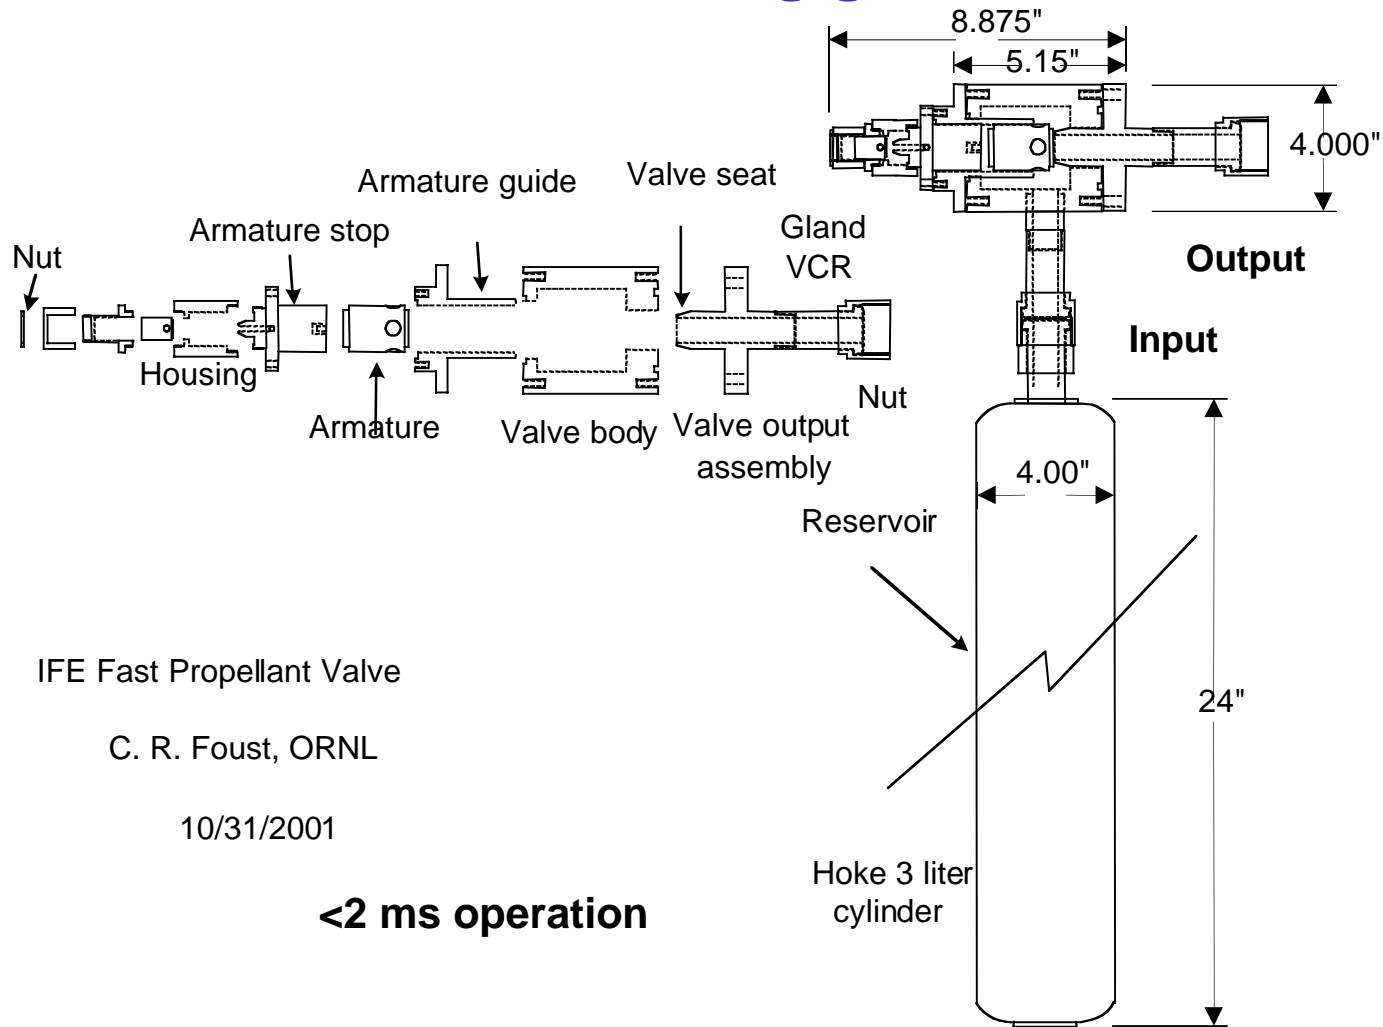 8.875"
5.15"
4.000"
Armature guide
Valve seat
Armature stop
Gland
VCR
Nut
Output
Input
Housing
Nut
Armature
Valve body
Valve output
assembly
4.00"
Reservoir
IFE Fast Propellant Valve
24"
C. R. Foust, ORNL
10/31/2001
Hoke 3 liter
cylinder
<2 ms operation